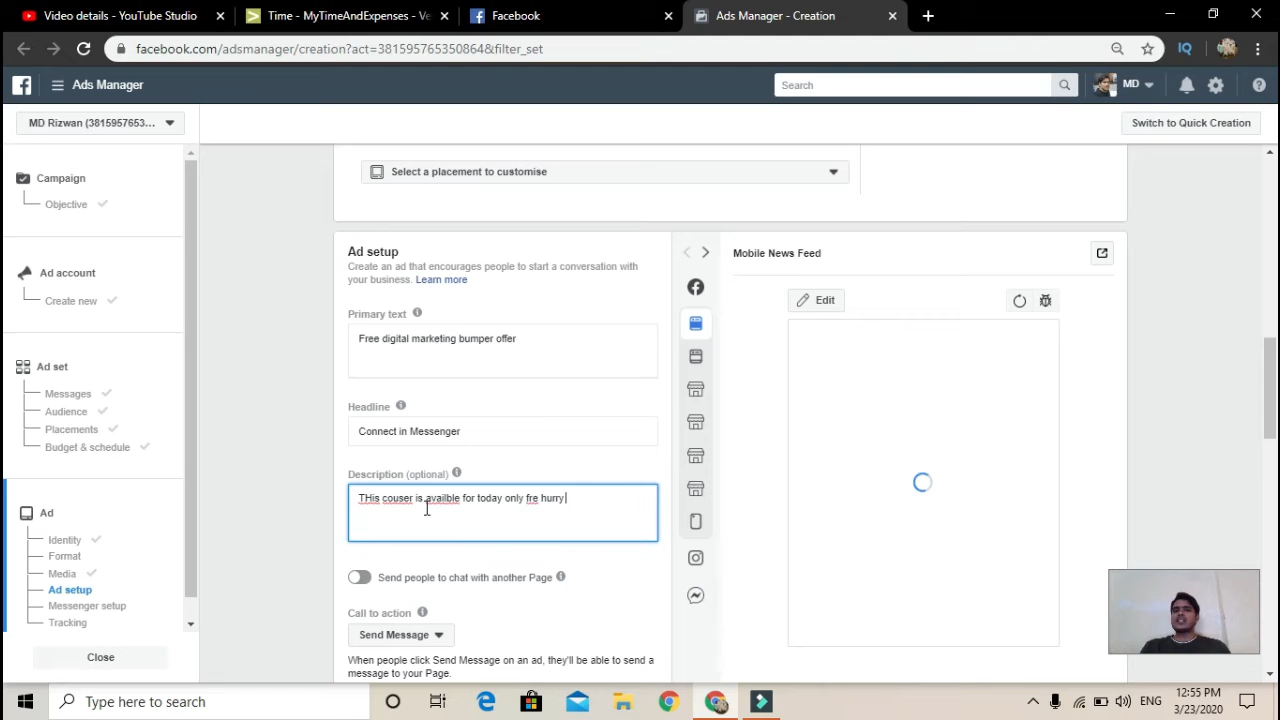 video details - YouTube Studio
Time - MyTimeAndExpenses - Ve
Facebook
Ads Manager - Creation
facebook.com/adsmanager/creation?act=381595765350864&filter_set
Ads Manager
Search
MD
MD Rizwan (3815957653...
Switch to Quick Creation
Campaign
Objective
Ad account
Create new
Ad set
Messages
Audience
Placements
Budget & schedule
Ad
Identity
Format
Media
Ad setup
Messenger setup
Tracking
Close
Select a placement to customise
Ad setup
Create an ad that encourages people to start a conversation with
your business. Learn more
Primary text
Free digital marketing bumper offer
Headline
Connect in Messenger
Description (optional)
THis couser is availble for today only fre hurry
Send people to chat with another Page
Call to action
Send Message
When people click Send Message on an ad, they'll be able to send a
message to your Page.
Mobile News Feed
Edit
Type here to search
ENG
12:55 PM
3/23/2020